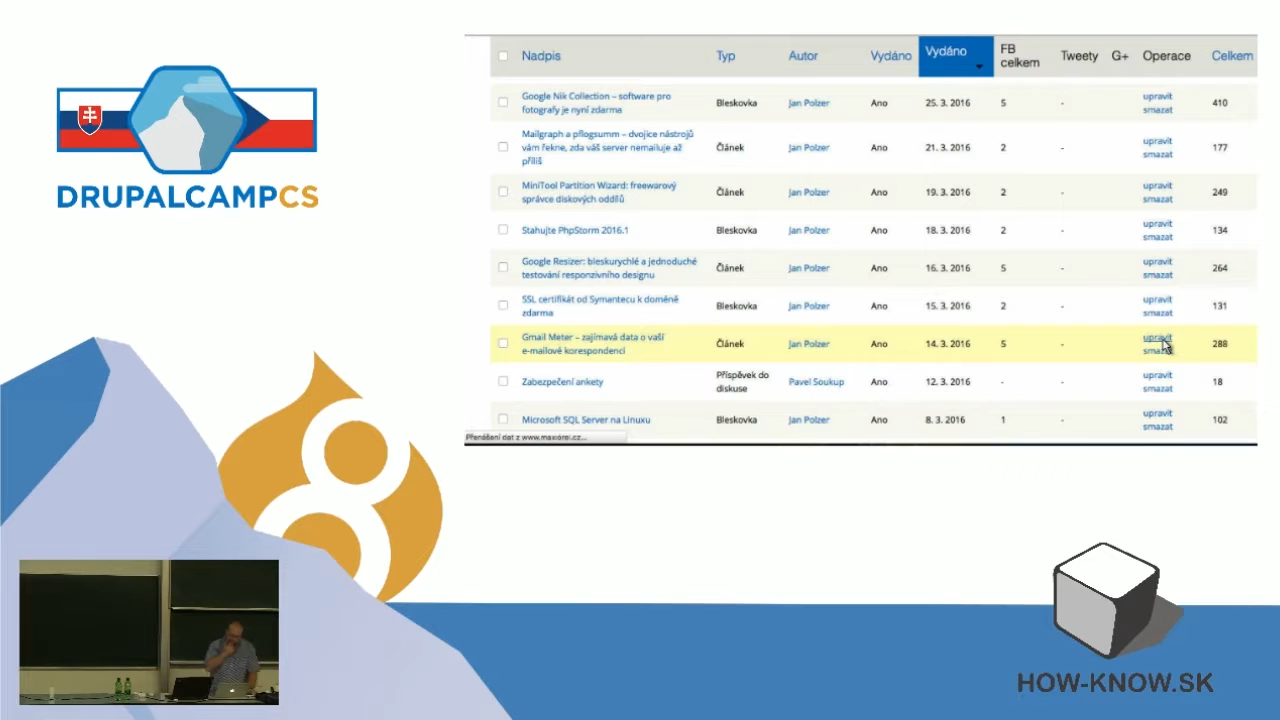 DRUPALCAMPCS
Nadpis Typ Autor Vydáno Vydáno FB celkem Tweety G+ Operace Celkem
Google Nik Collection – software pro
fotografy je nyní zdarma
Bleskovka Jan Polzer Ano 25. 3. 2016 5 - upravit smazat 410
Mailgraph a pflogsumm – dvojice nástrojů
vám řekne, zda váš server nemailuje až
příliš
Článek Jan Polzer Ano 21. 3. 2016 2 - upravit smazat 177
MiniTool Partition Wizard: freewarový
správce diskových oddílů
Článek Jan Polzer Ano 19. 3. 2016 2 - upravit smazat 249
Stahujte PhpStorm 2016.1 Bleskovka Jan Polzer Ano 18. 3. 2016 2 - upravit smazat 134
Google Resizer: bleskurychlé a jednoduché
testování responzivního designu
Článek Jan Polzer Ano 16. 3. 2016 5 - upravit smazat 264
SSL certifikát od Symantecu k doméně
zdarma
Bleskovka Jan Polzer Ano 15. 3. 2016 2 - upravit smazat 131
Gmail Meter – zajímavá data o vaší
e-mailové korespondenci
Článek Jan Polzer Ano 14. 3. 2016 5 - upravit smazat 288
Zabezpečení ankety Příspěvek do diskuse Pavel Soukup Ano 12. 3. 2016 - - upravit smazat 18
Microsoft SQL Server na Linuxu Bleskovka Jan Polzer Ano 8. 3. 2016 1 - upravit smazat 102
Přenášení dat z www.maxiorel.cz...
HOW-KNOW.SK